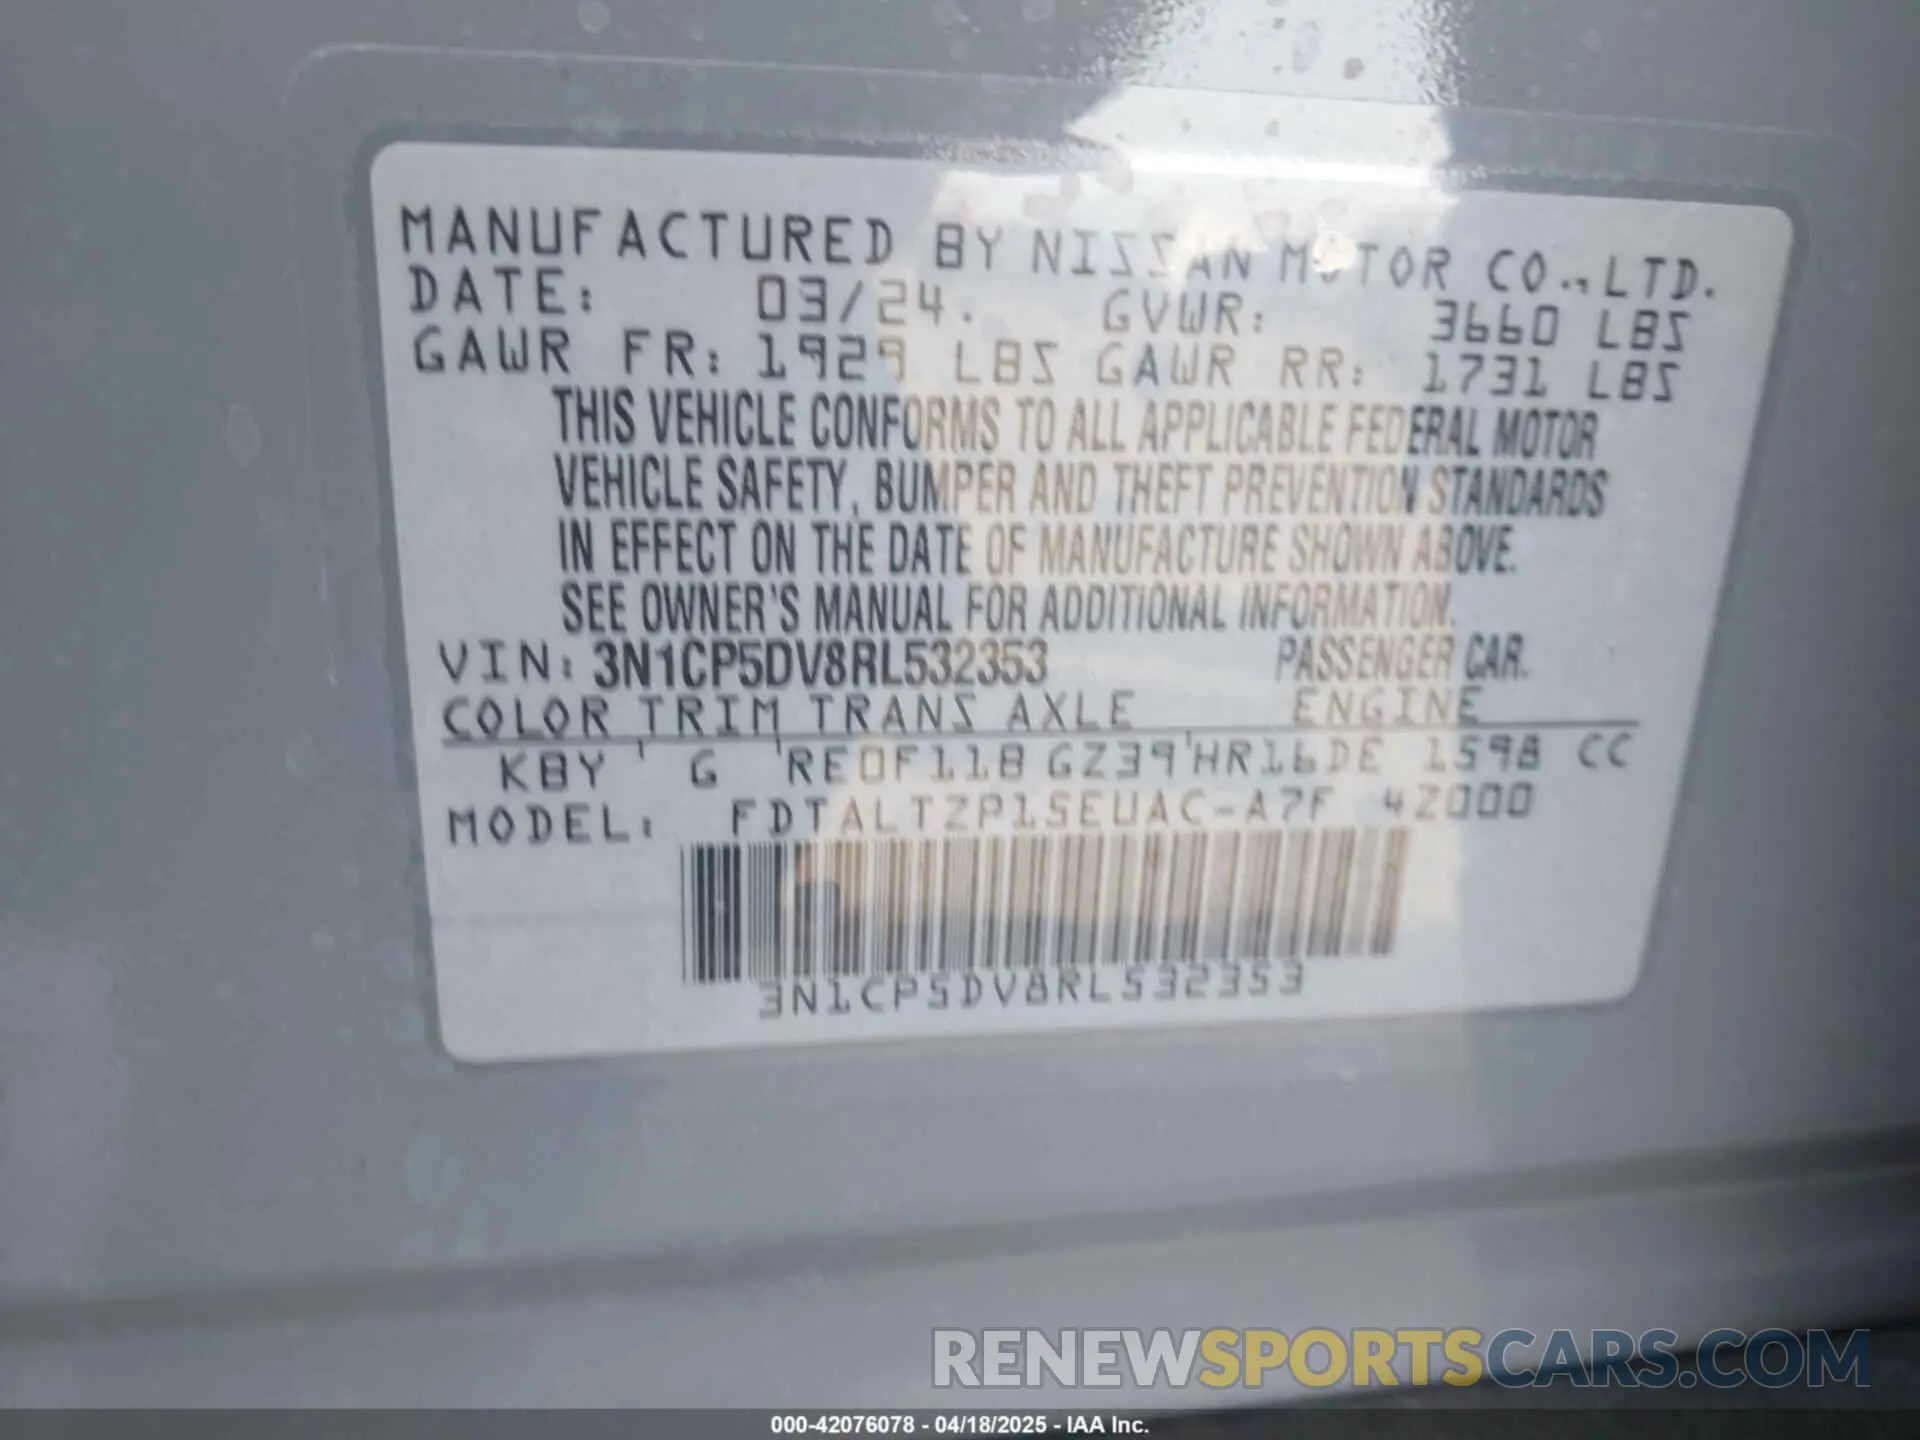 MANUFACTURED BY NISSAN MOTOR CO.,LTD.
DATE: 03/24. GVWR: 3660 LBS
GAWR FR: 1929 LBS GAWR RR: 1731 LBS
THIS VEHICLE CONFORMS TO ALL APPLICABLE FEDERAL MOTOR
VEHICLE SAFETY, BUMPER AND THEFT PREVENTION STANDARDS
IN EFFECT ON THE DATE OF MANUFACTURE SHOWN ABOVE.
SEE OWNER'S MANUAL FOR ADDITIONAL INFORMATION.
VIN: 3N1CP5DV8RL532353 PASSENGER CAR.
COLOR TRIM TRANS AXLE ENGINE
KBY G RE0F11B GZ39 HR16DE 1598 CC
MODEL: FDTALTZP15EUAC-A7F 42000
3N1CP5DV8RL532353
RENEWSPORTSCARS.COM
000-42076078 - 04/18/2025 - IAA Inc.